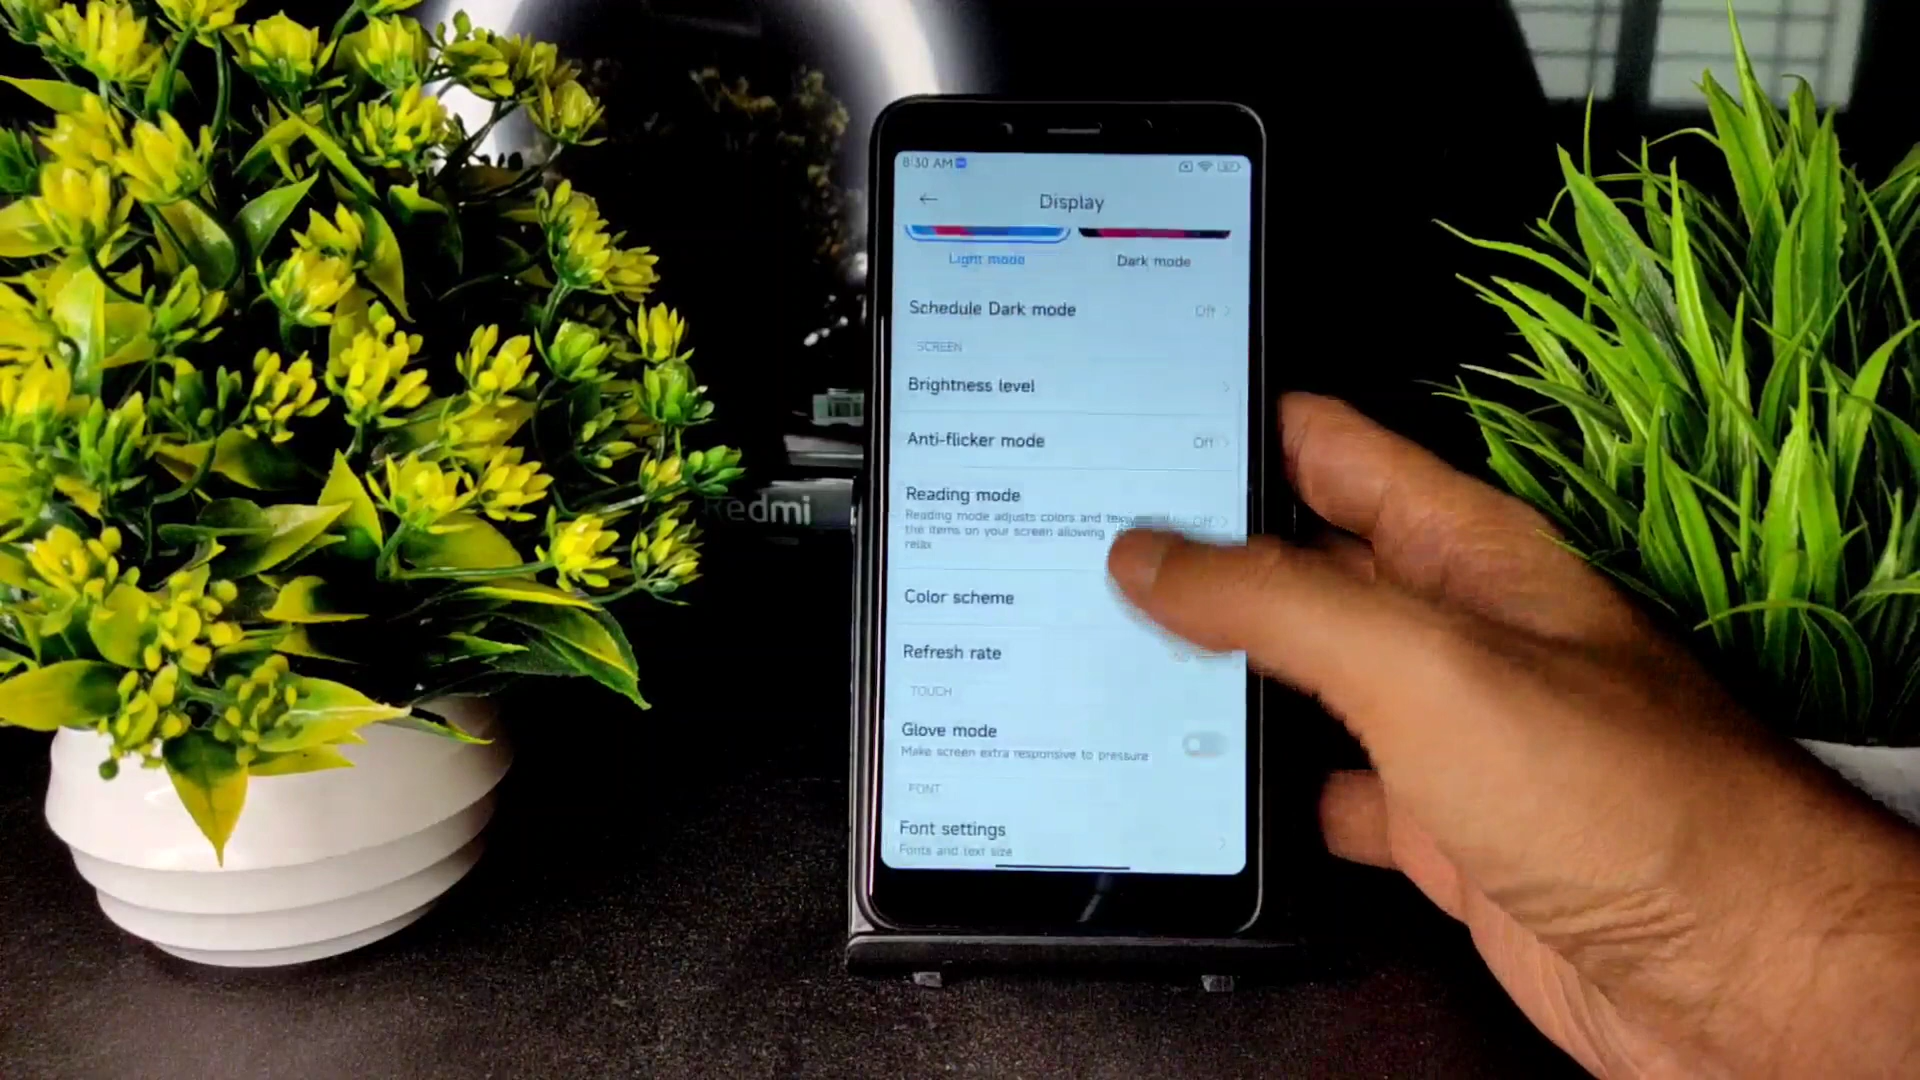 8:30 AM
Display
Light mode
Dark mode
Schedule Dark mode
Off
SCREEN
Brightness level
Anti-flicker mode
Off
Reading mode
Reading mode adjusts colors and
Off
the items on your screen allowing
relax
Color scheme
Refresh rate
TOUCH
Glove mode
Make screen extra responsive to pressure
FONT
Font settings
Fonts and text size
Redmi